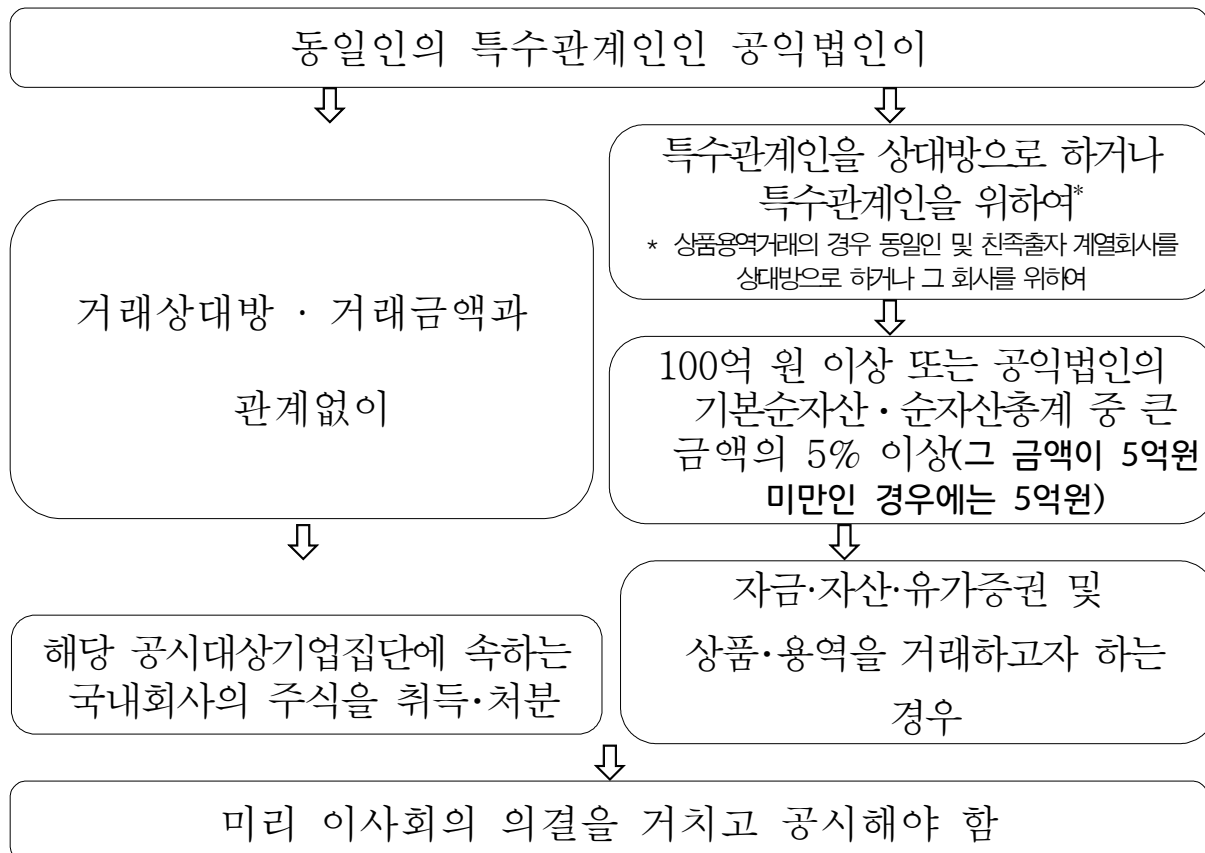 동일인의 특수관계인인 공익법인이
거래상대방 · 거래금액과
관계없이
해당 공시대상기업집단에 속하는
국내회사의 주식을 취득·처분
특수관계인을 상대방으로 하거나
특수관계인을 위하여*
* 상품용역거래의 경우 동일인 및 친족출자 계열회사를
상대방으로 하거나 그 회사를 위하여
100억 원 이상 또는 공익법인의
기본순자산·순자산총계 중 큰
금액의 5% 이상(그 금액이 5억원
미만인 경우에는 5억원)
자금·자산·유가증권 및
상품·용역을 거래하고자 하는
경우
미리 이사회의 의결을 거치고 공시해야 함